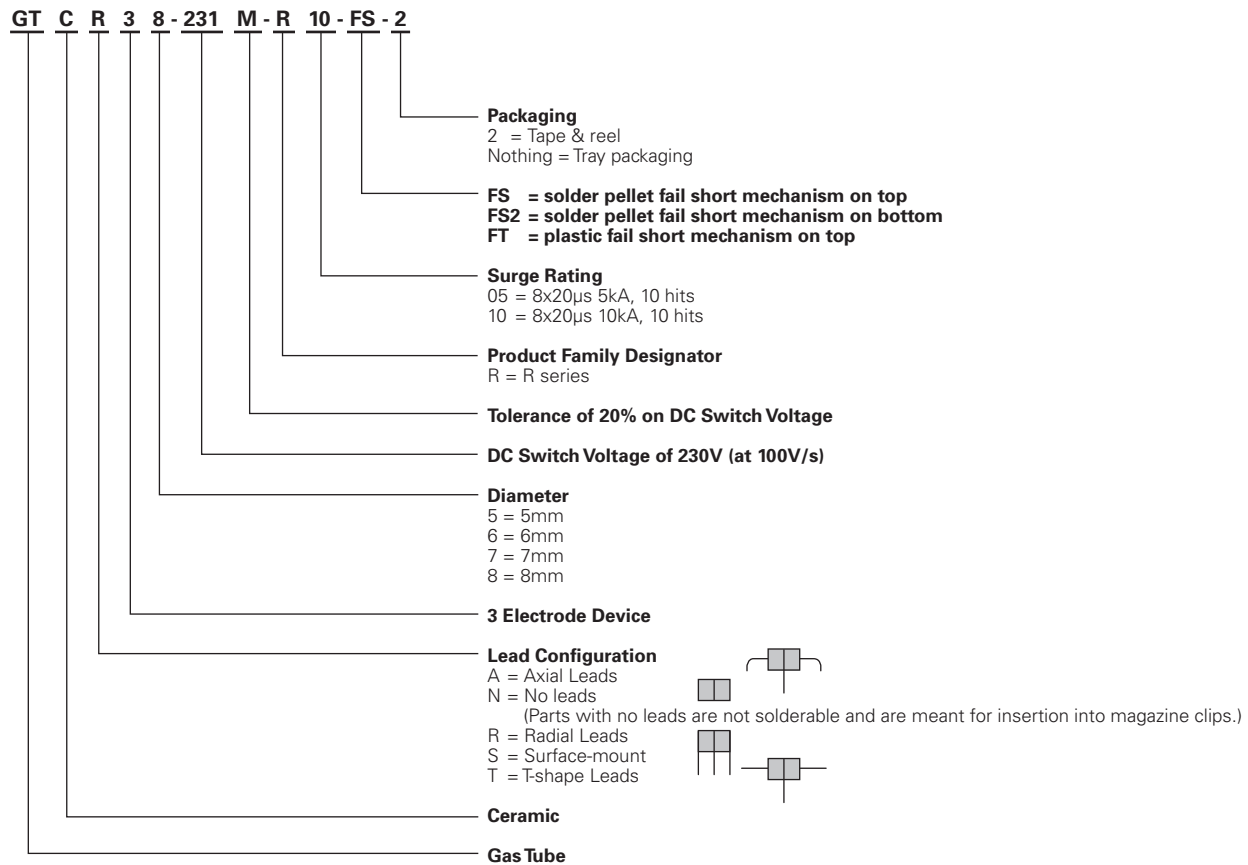 GT C R 3 8 - 231 M - R 10 - FS - 2
Packaging
2 = Tape & reel
Nothing = Tray packaging
FS = solder pellet fail short mechanism on top
FS2 = solder pellet fail short mechanism on bottom
FT = plastic fail short mechanism on top
Surge Rating
05 = 8x20µs 5kA, 10 hits
10 = 8x20µs 10kA, 10 hits
Product Family Designator
R = R series
Tolerance of 20% on DC Switch Voltage
DC Switch Voltage of 230V (at 100V/s)
Diameter
5 = 5mm
6 = 6mm
7 = 7mm
8 = 8mm
3 Electrode Device
Lead Configuration
A = Axial Leads
N = No leads
(Parts with no leads are not solderable and are meant for insertion into magazine clips.)
R = Radial Leads
S = Surface-mount
T = T-shape Leads
Ceramic
Gas Tube